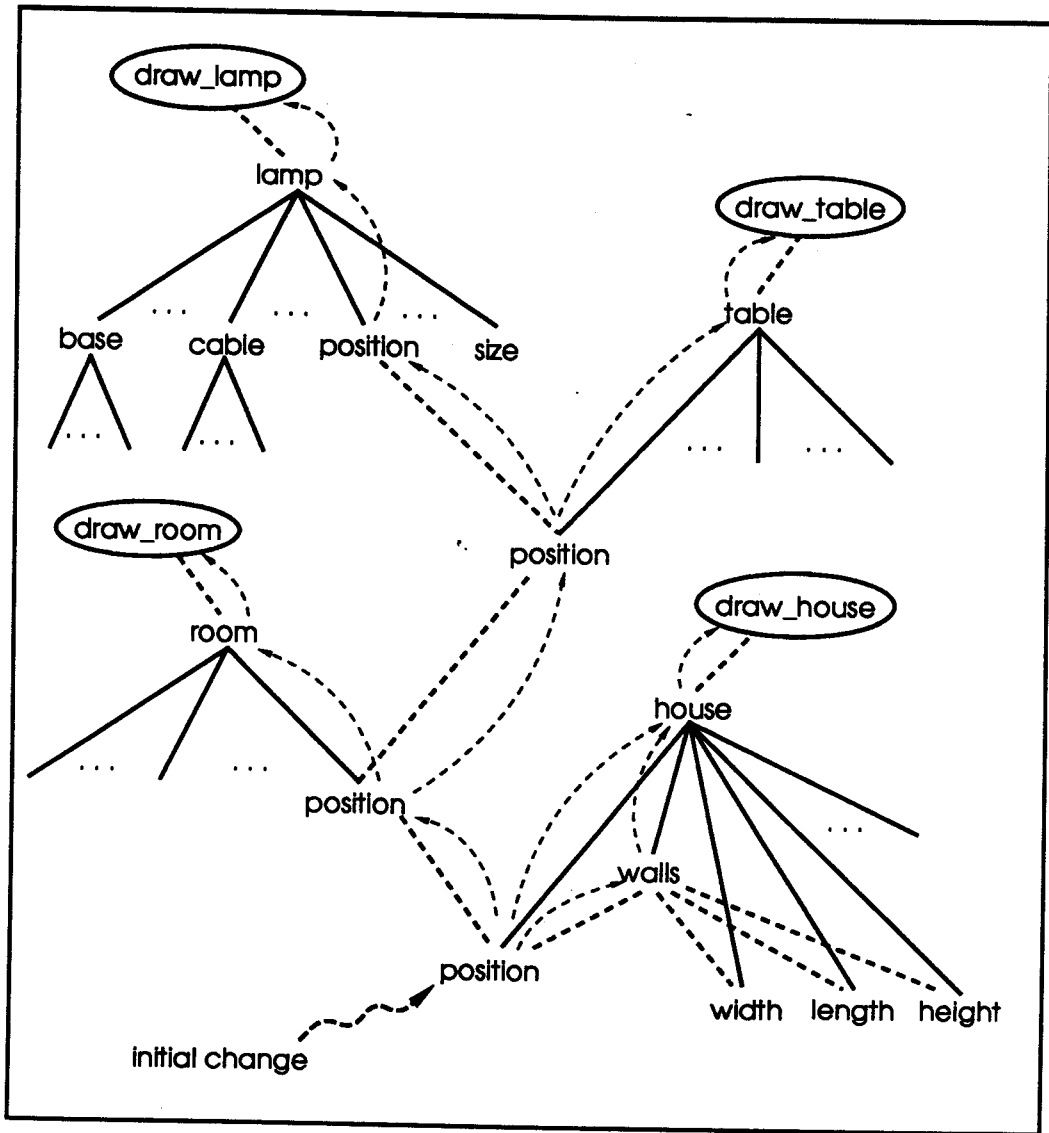 draw_lamp
lamp
draw_table
table
... ... ...
base cable position size
... ...
... ...
draw_room
position
draw_house
room
house
... ...
position
...
walls
position
width length height
initial change